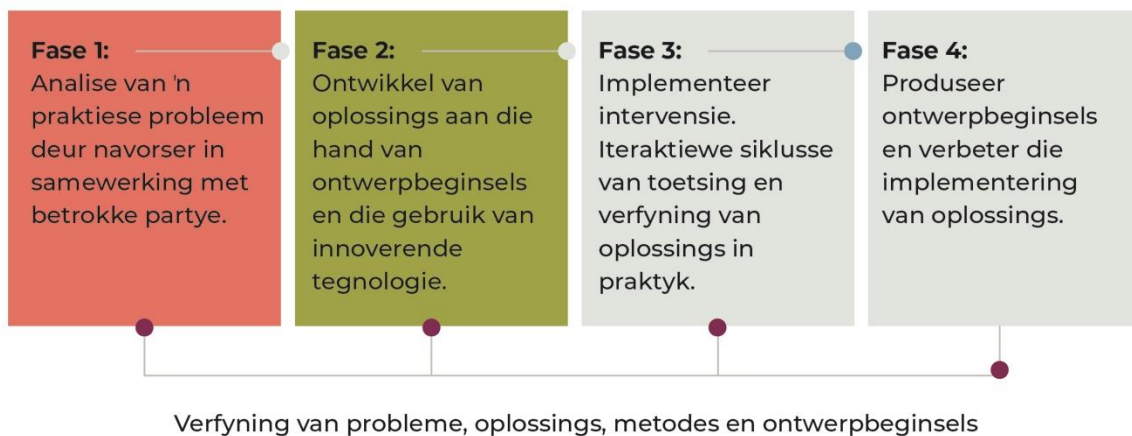 Fase 1:
Analise van 'n
praktiese probleem
deur navorser in
samewerking met
betrokke partye.
Fase 2:
Ontwikkel van
oplossings aan die
hand van
ontwerpbeginsels
en die gebruik van
innoverende
tegnologie.
Fase 3:
Implementeer
intervensie.
Iteraktiewe siklusse
van toetsing en
verfyning van
oplossings in
praktyk.
Fase 4:
Produseer
ontwerpbeginsels
en verbeter die
implementering
van oplossings.
Verfyning van probleme, oplossings, metodes en ontwerpbeginsels